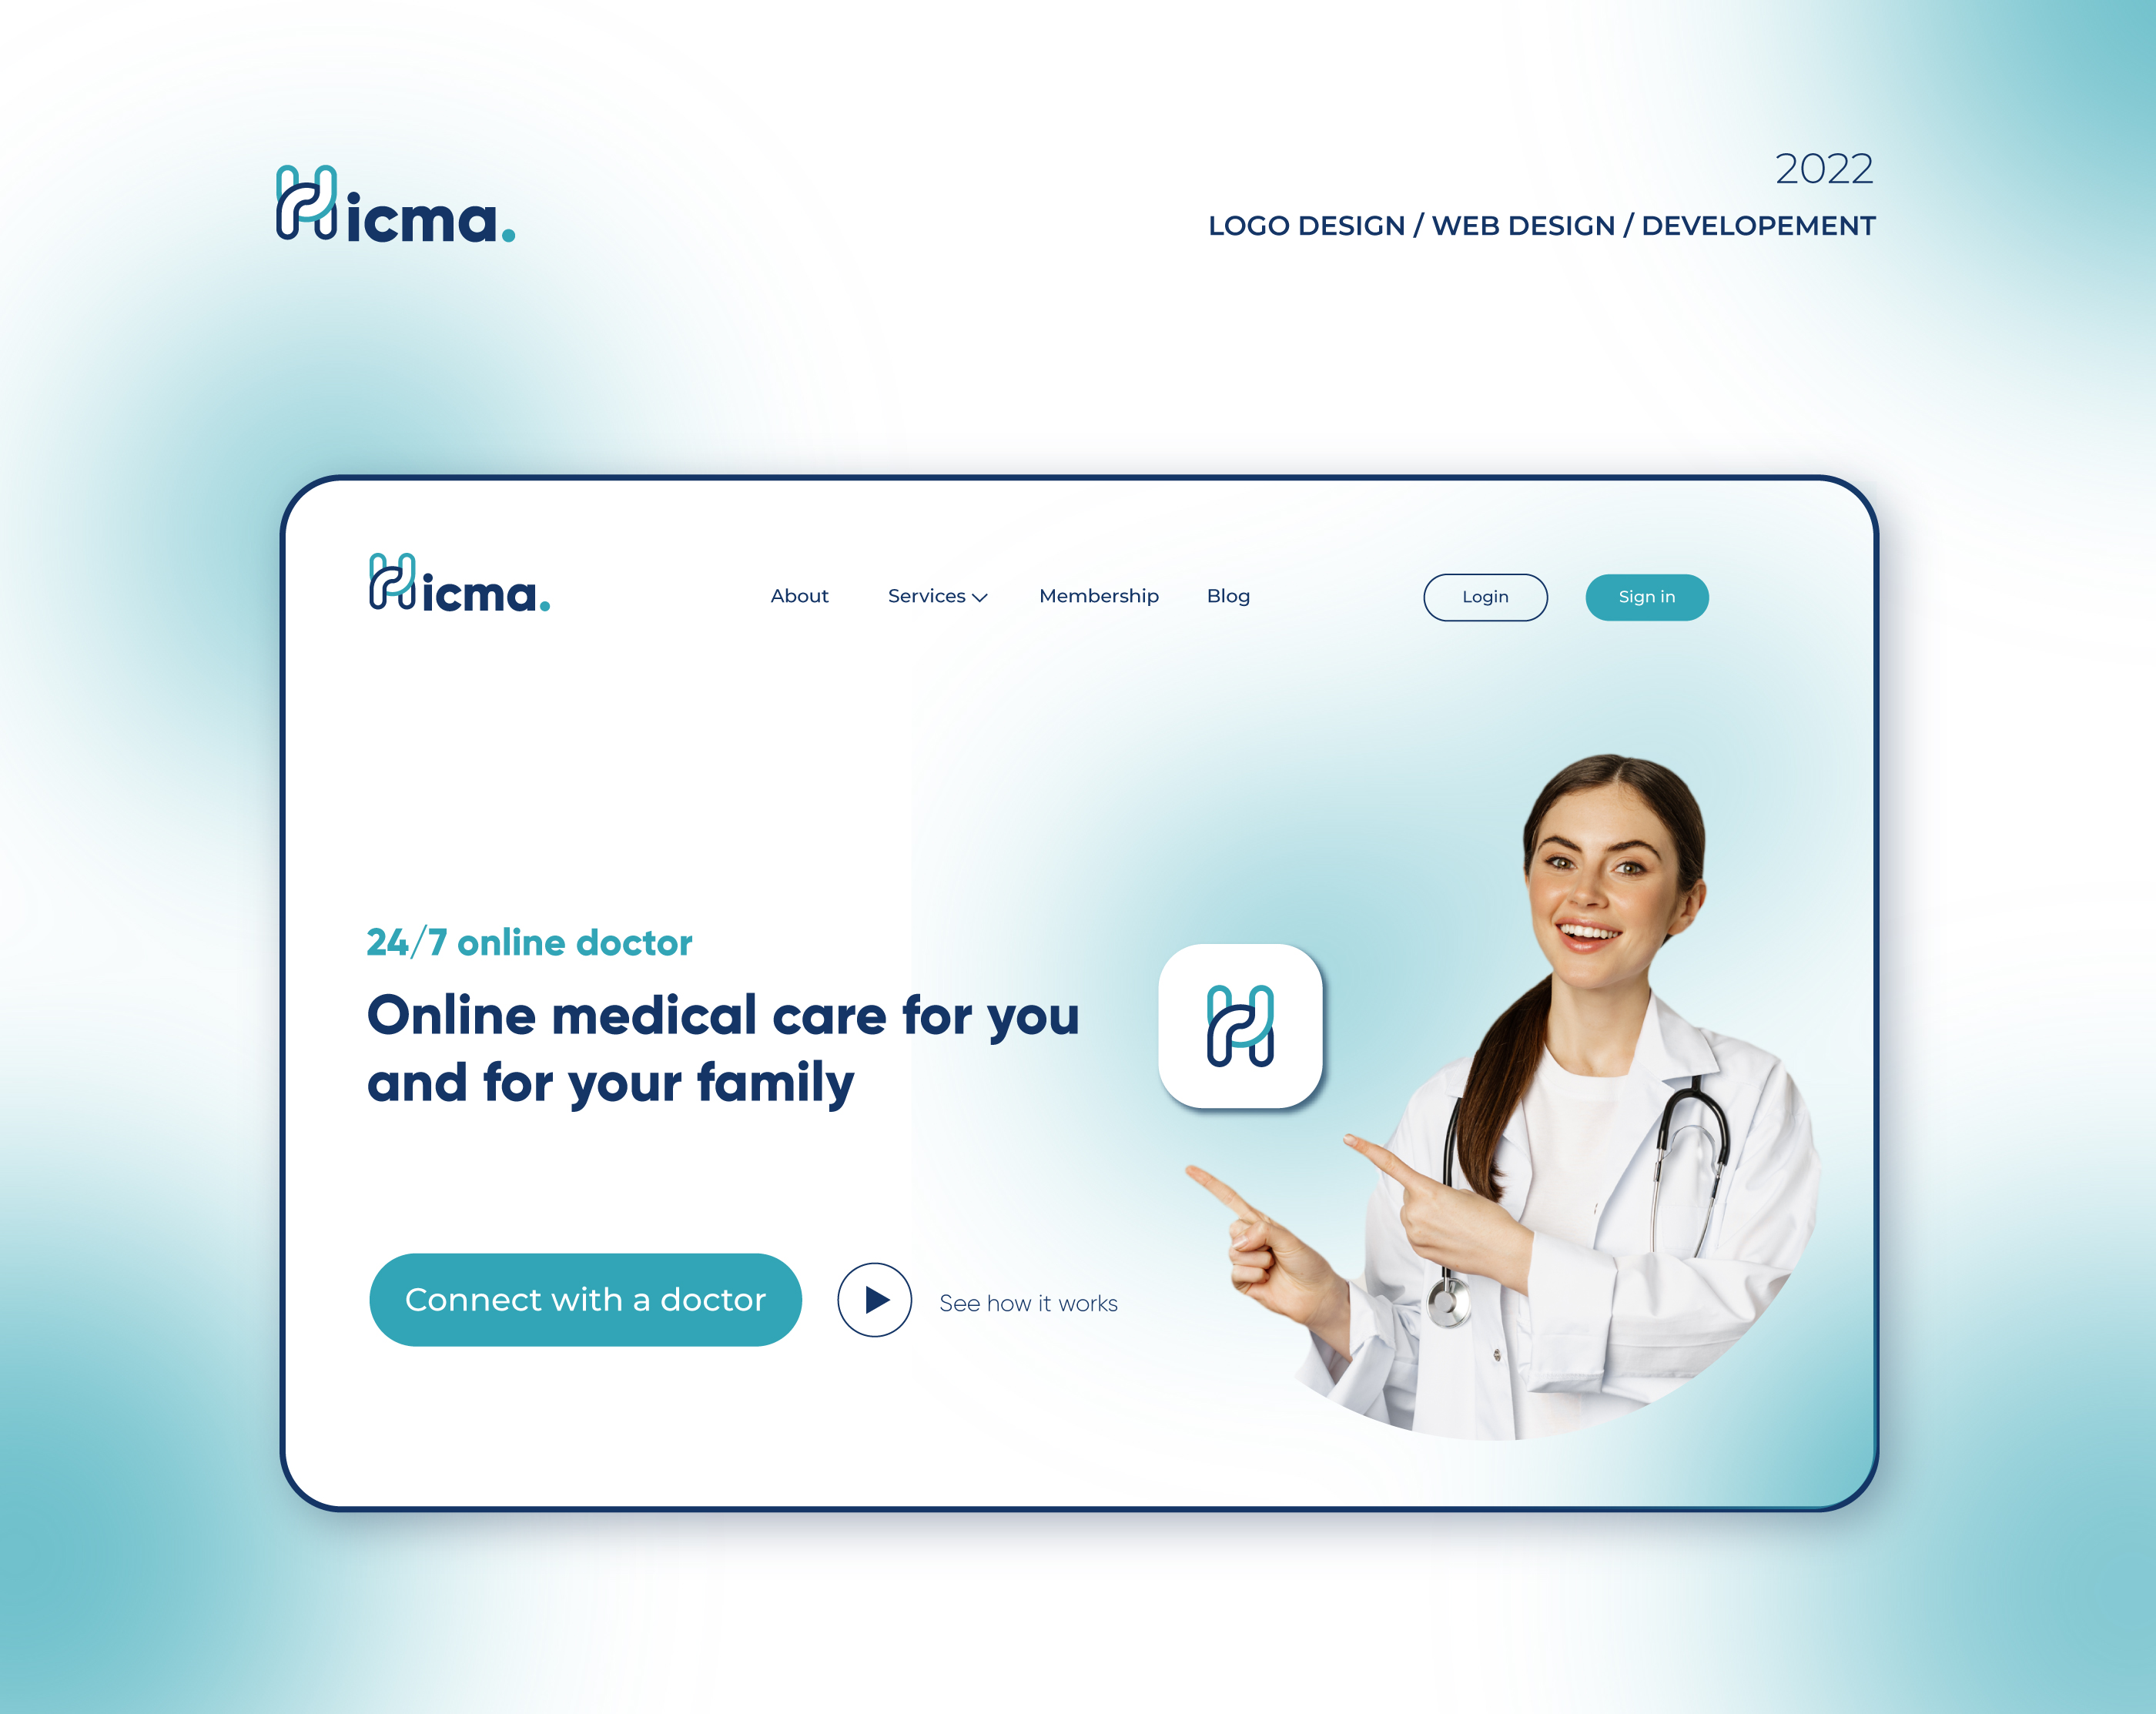 Hicma.
2022
LOGO DESIGN / WEB DESIGN / DEVELOPEMENT
Hicma.
About Services Membership Blog Login Sign in
24/7 online doctor
Online medical care for you
and for your family
H
Connect with a doctor See how it works